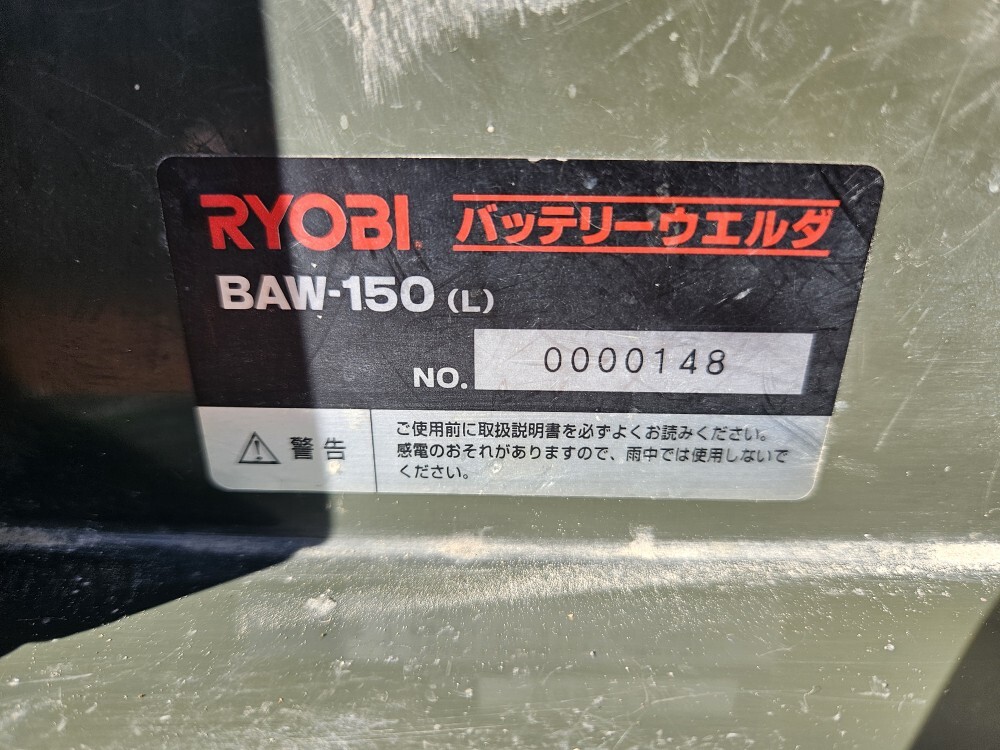 RYOBI バッテリーウエルダ
BAW-150 (L)
NO. 0000148
警告
ご使用前に取扱説明書を必ずよくお読みください。
感電のおそれがありますので、雨中では使用しないで
ください。